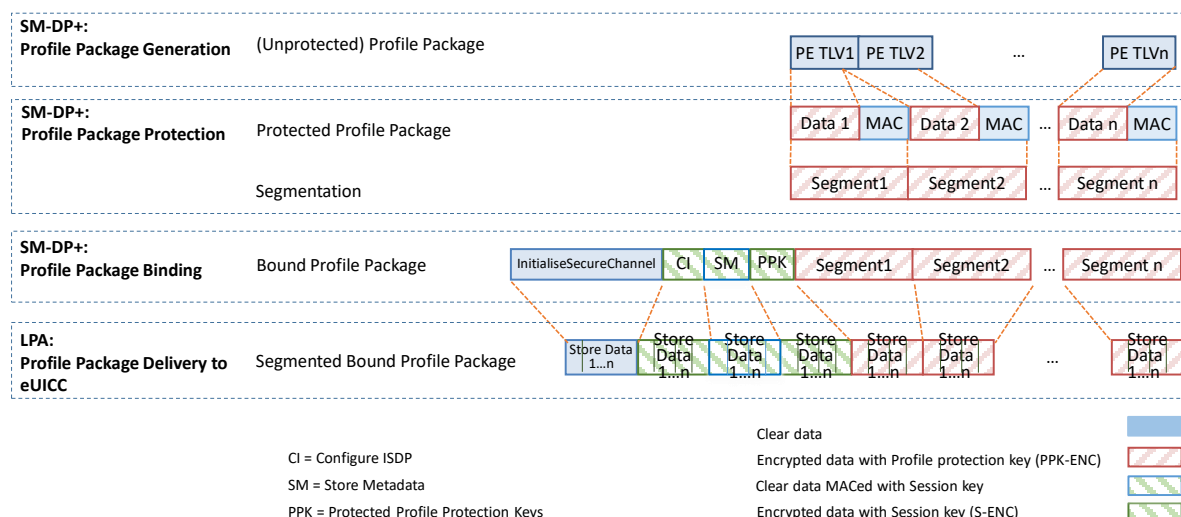 SM-DP+:
Profile Package Generation
(Unprotected) Profile Package
PE TLV1 PE TLV2 ... PE TLVn
SM-DP+:
Profile Package Protection
Protected Profile Package
Data 1 MAC Data 2 MAC ... Data n MAC
Segmentation
Segment1 Segment2 ... Segment n
SM-DP+:
Profile Package Binding
Bound Profile Package
InitialiseSecureChannel CI SM PPK Segment1 Segment2 ... Segment n
LPA:
Profile Package Delivery to
eUICC
Segmented Bound Profile Package
Store Data
1...n
Store
Data
1...n
Store
Data
1...n
Store
Data
1...n
Store
Data
1...n
Store
Data
1...n
...
Store
Data
1...n
CI = Configure ISDP
SM = Store Metadata
PPK = Protected Profile Protection Keys
Clear data
Encrypted data with Profile protection key (PPK-ENC)
Clear data MACed with Session key
Encrypted data with Session key (S-ENC)